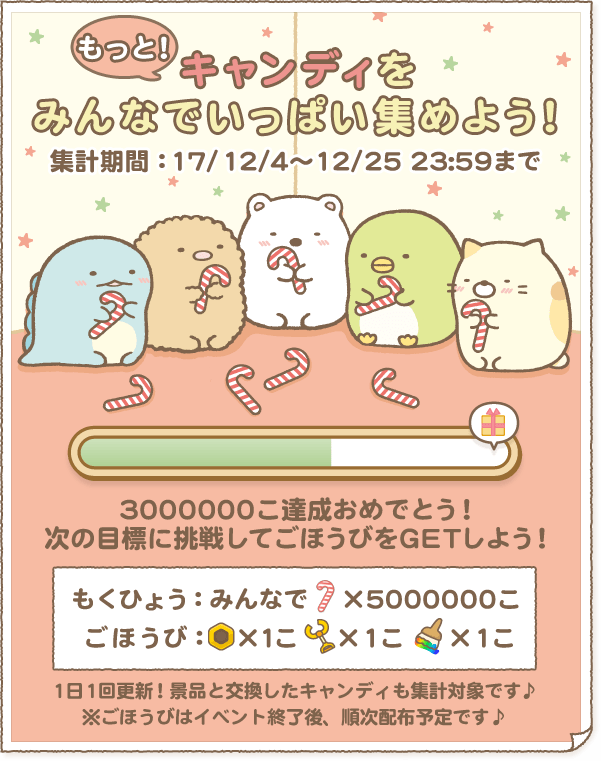 もっと!
キャンディを
みんなでいっぱい集めよう!
集計期間：17/12/4〜12/25 23:59まで
3000000こ達成おめでとう!
次の目標に挑戦してごほうびをGETしよう!
もくひょう：みんなで ×5000000こ
ごほうび： ×1こ ×1こ ×1こ
1日1回更新!景品と交換したキャンディも集計対象です♪
※ごほうびはイベント終了後、順次配布予定です♪